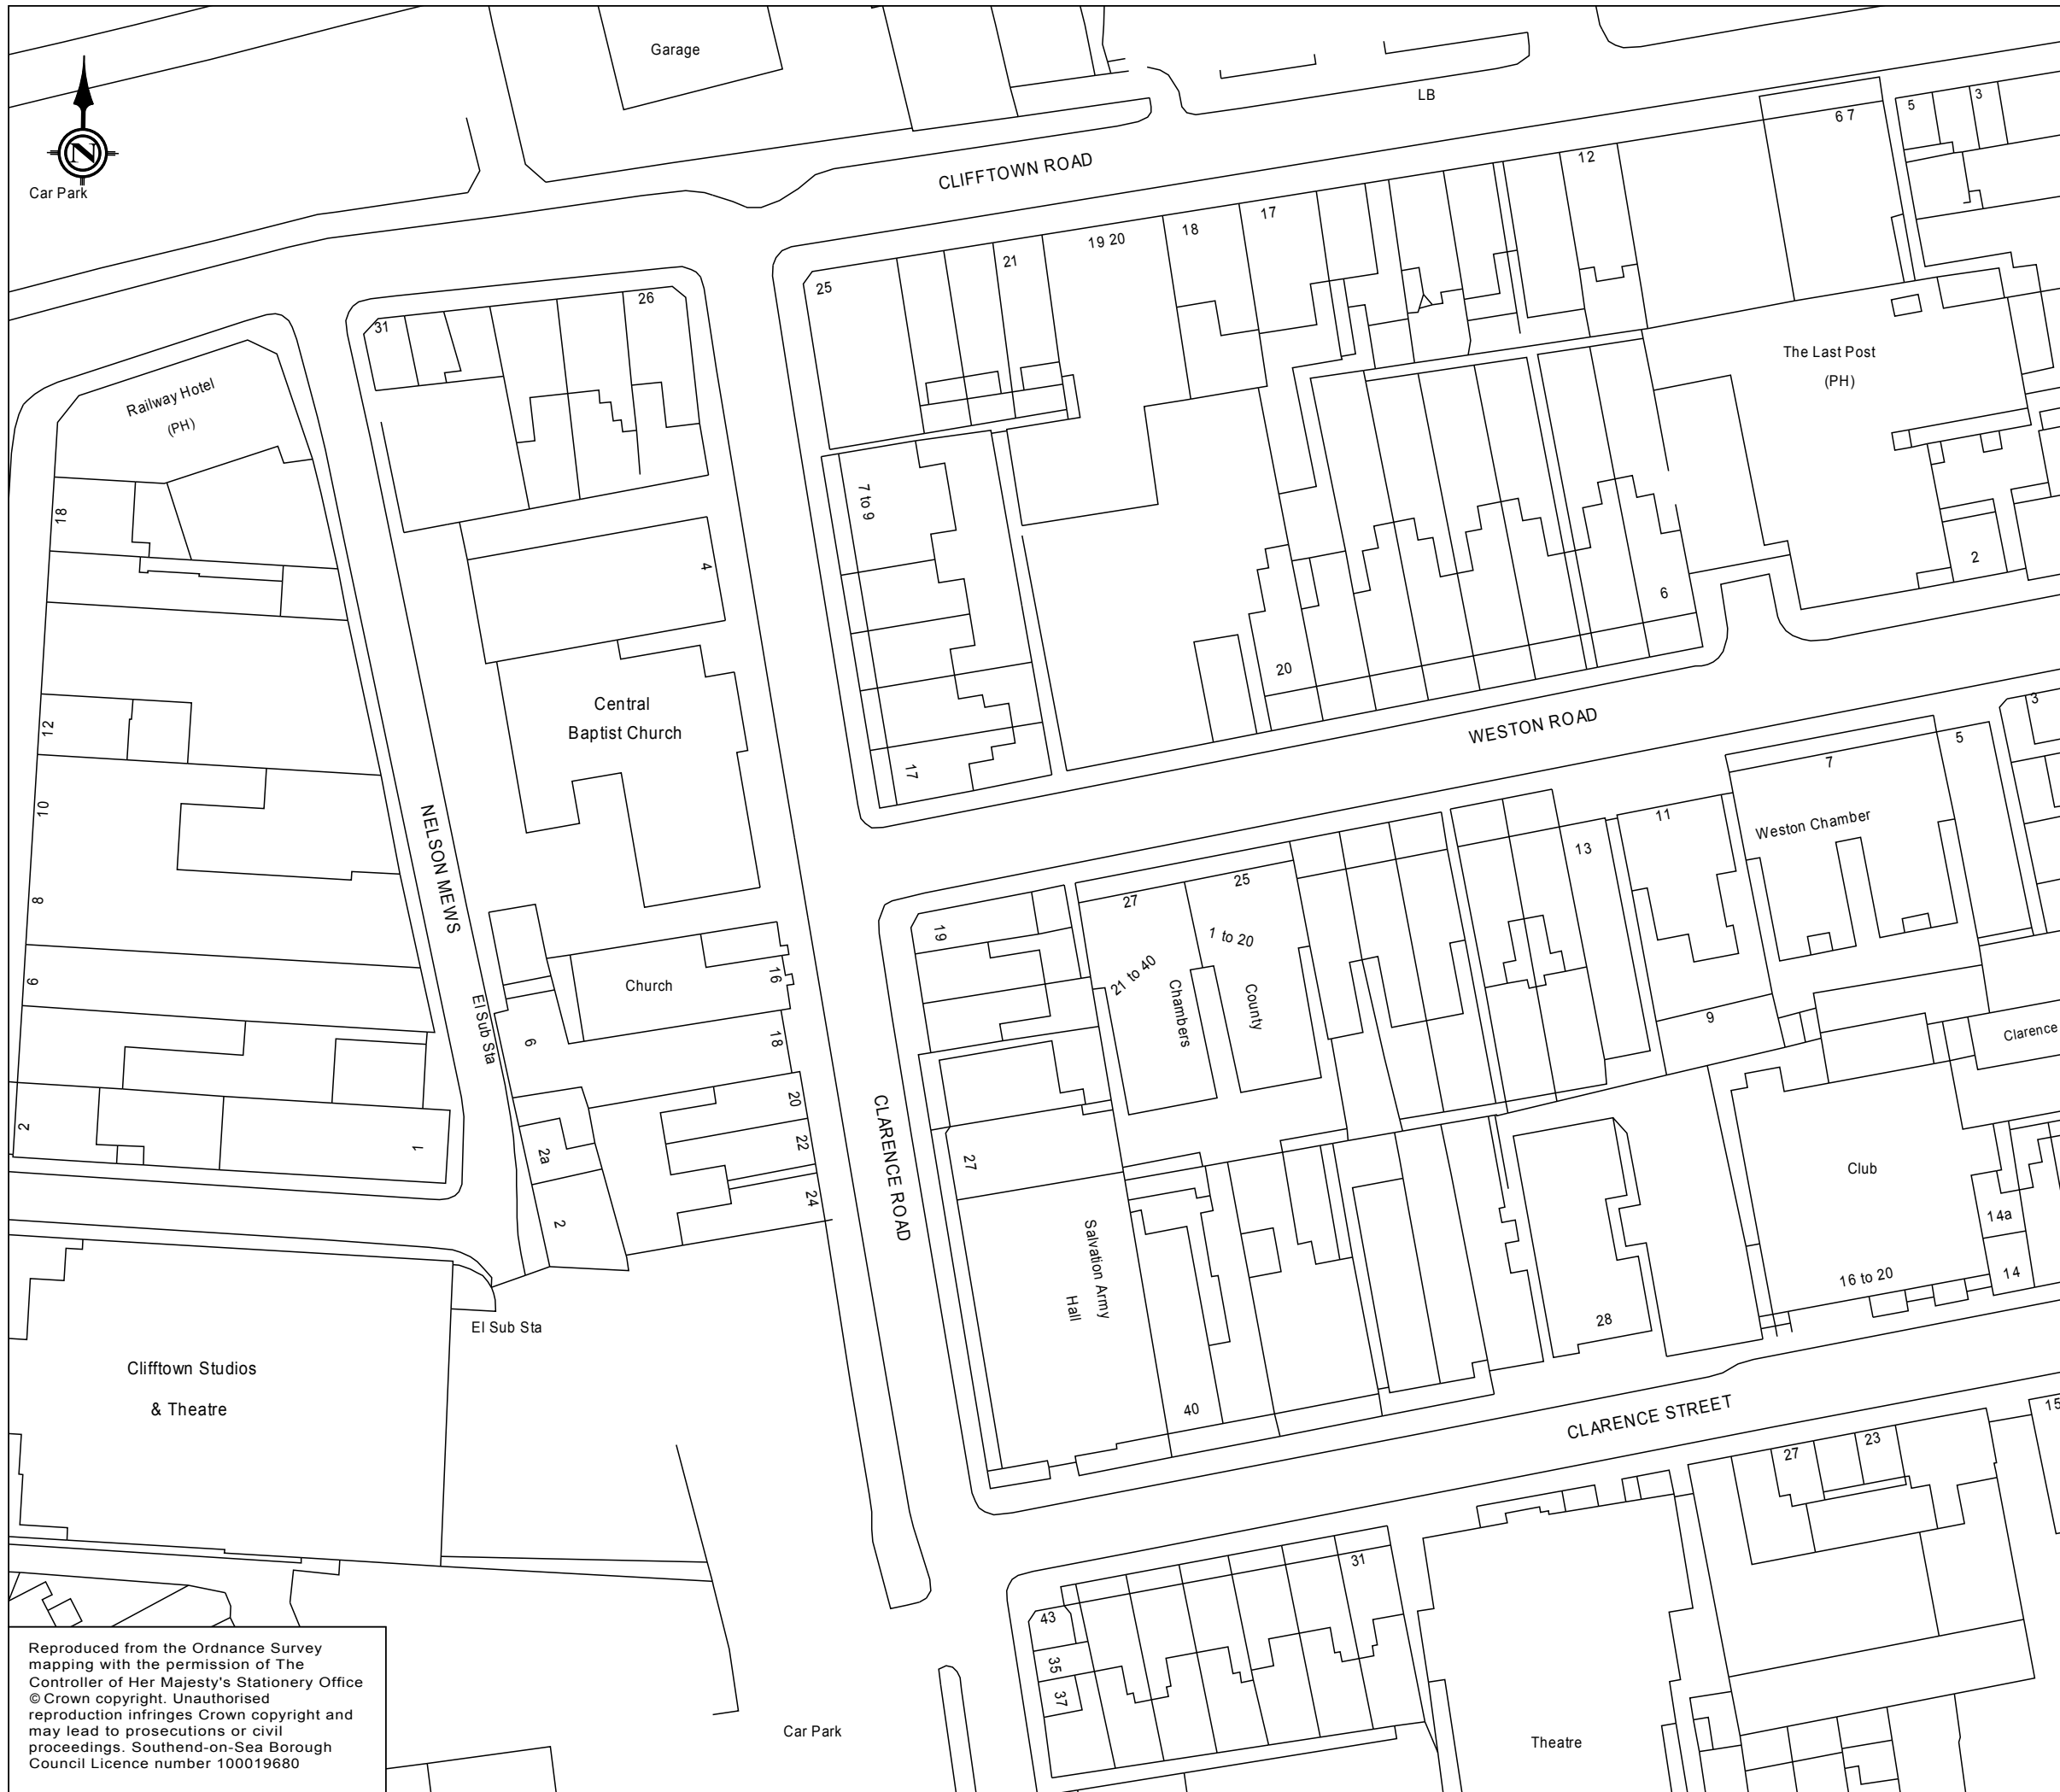 Garage
LB
6 7
5
3
N
Car Park
CLIFFTOWN ROAD
12
17
18
19 20
21
25
26
31
Railway Hotel
(PH)
The Last Post
(PH)
18
7 to 9
4
2
6
20
Central
Baptist Church
12
17
WESTON ROAD
3
5
7
Weston Chamber
11
13
10
NELSON MEWS
8
25
27
19
1 to 20
21 to 40
County
Chambers
Church
16
6
El Sub Sta
6
18
9
Clarence
20
22
24
2
1
2a
2
CLARENCE ROAD
27
Salvation Army
Hall
Club
14a
14
16 to 20
28
40
El Sub Sta
Clifftown Studios
& Theatre
CLARENCE STREET
15
23
27
31
43
35
37
Car Park
Theatre
Reproduced from the Ordnance Survey
mapping with the permission of The
Controller of Her Majesty's Stationery Office
© Crown copyright. Unauthorised
reproduction infringes Crown copyright and
may lead to prosecutions or civil
proceedings. Southend-on-Sea Borough
Council Licence number 100019680